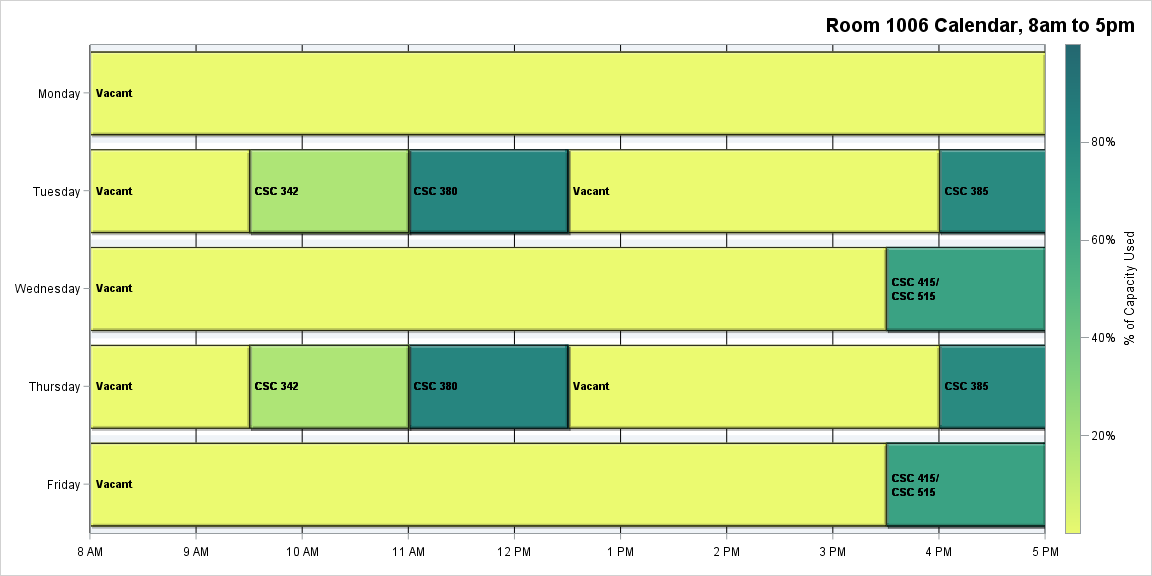 Room 1006 Calendar, 8am to 5pm
Monday
Vacant
Tuesday
Vacant
CSC 342
CSC 380
Vacant
CSC 385
Wednesday
Vacant
CSC 415/
CSC 515
Thursday
Vacant
CSC 342
CSC 380
Vacant
CSC 385
Friday
Vacant
CSC 415/
CSC 515
8 AM
9 AM
10 AM
11 AM
12 PM
1 PM
2 PM
3 PM
4 PM
5 PM
80%
60%
40%
20%
% of Capacity Used